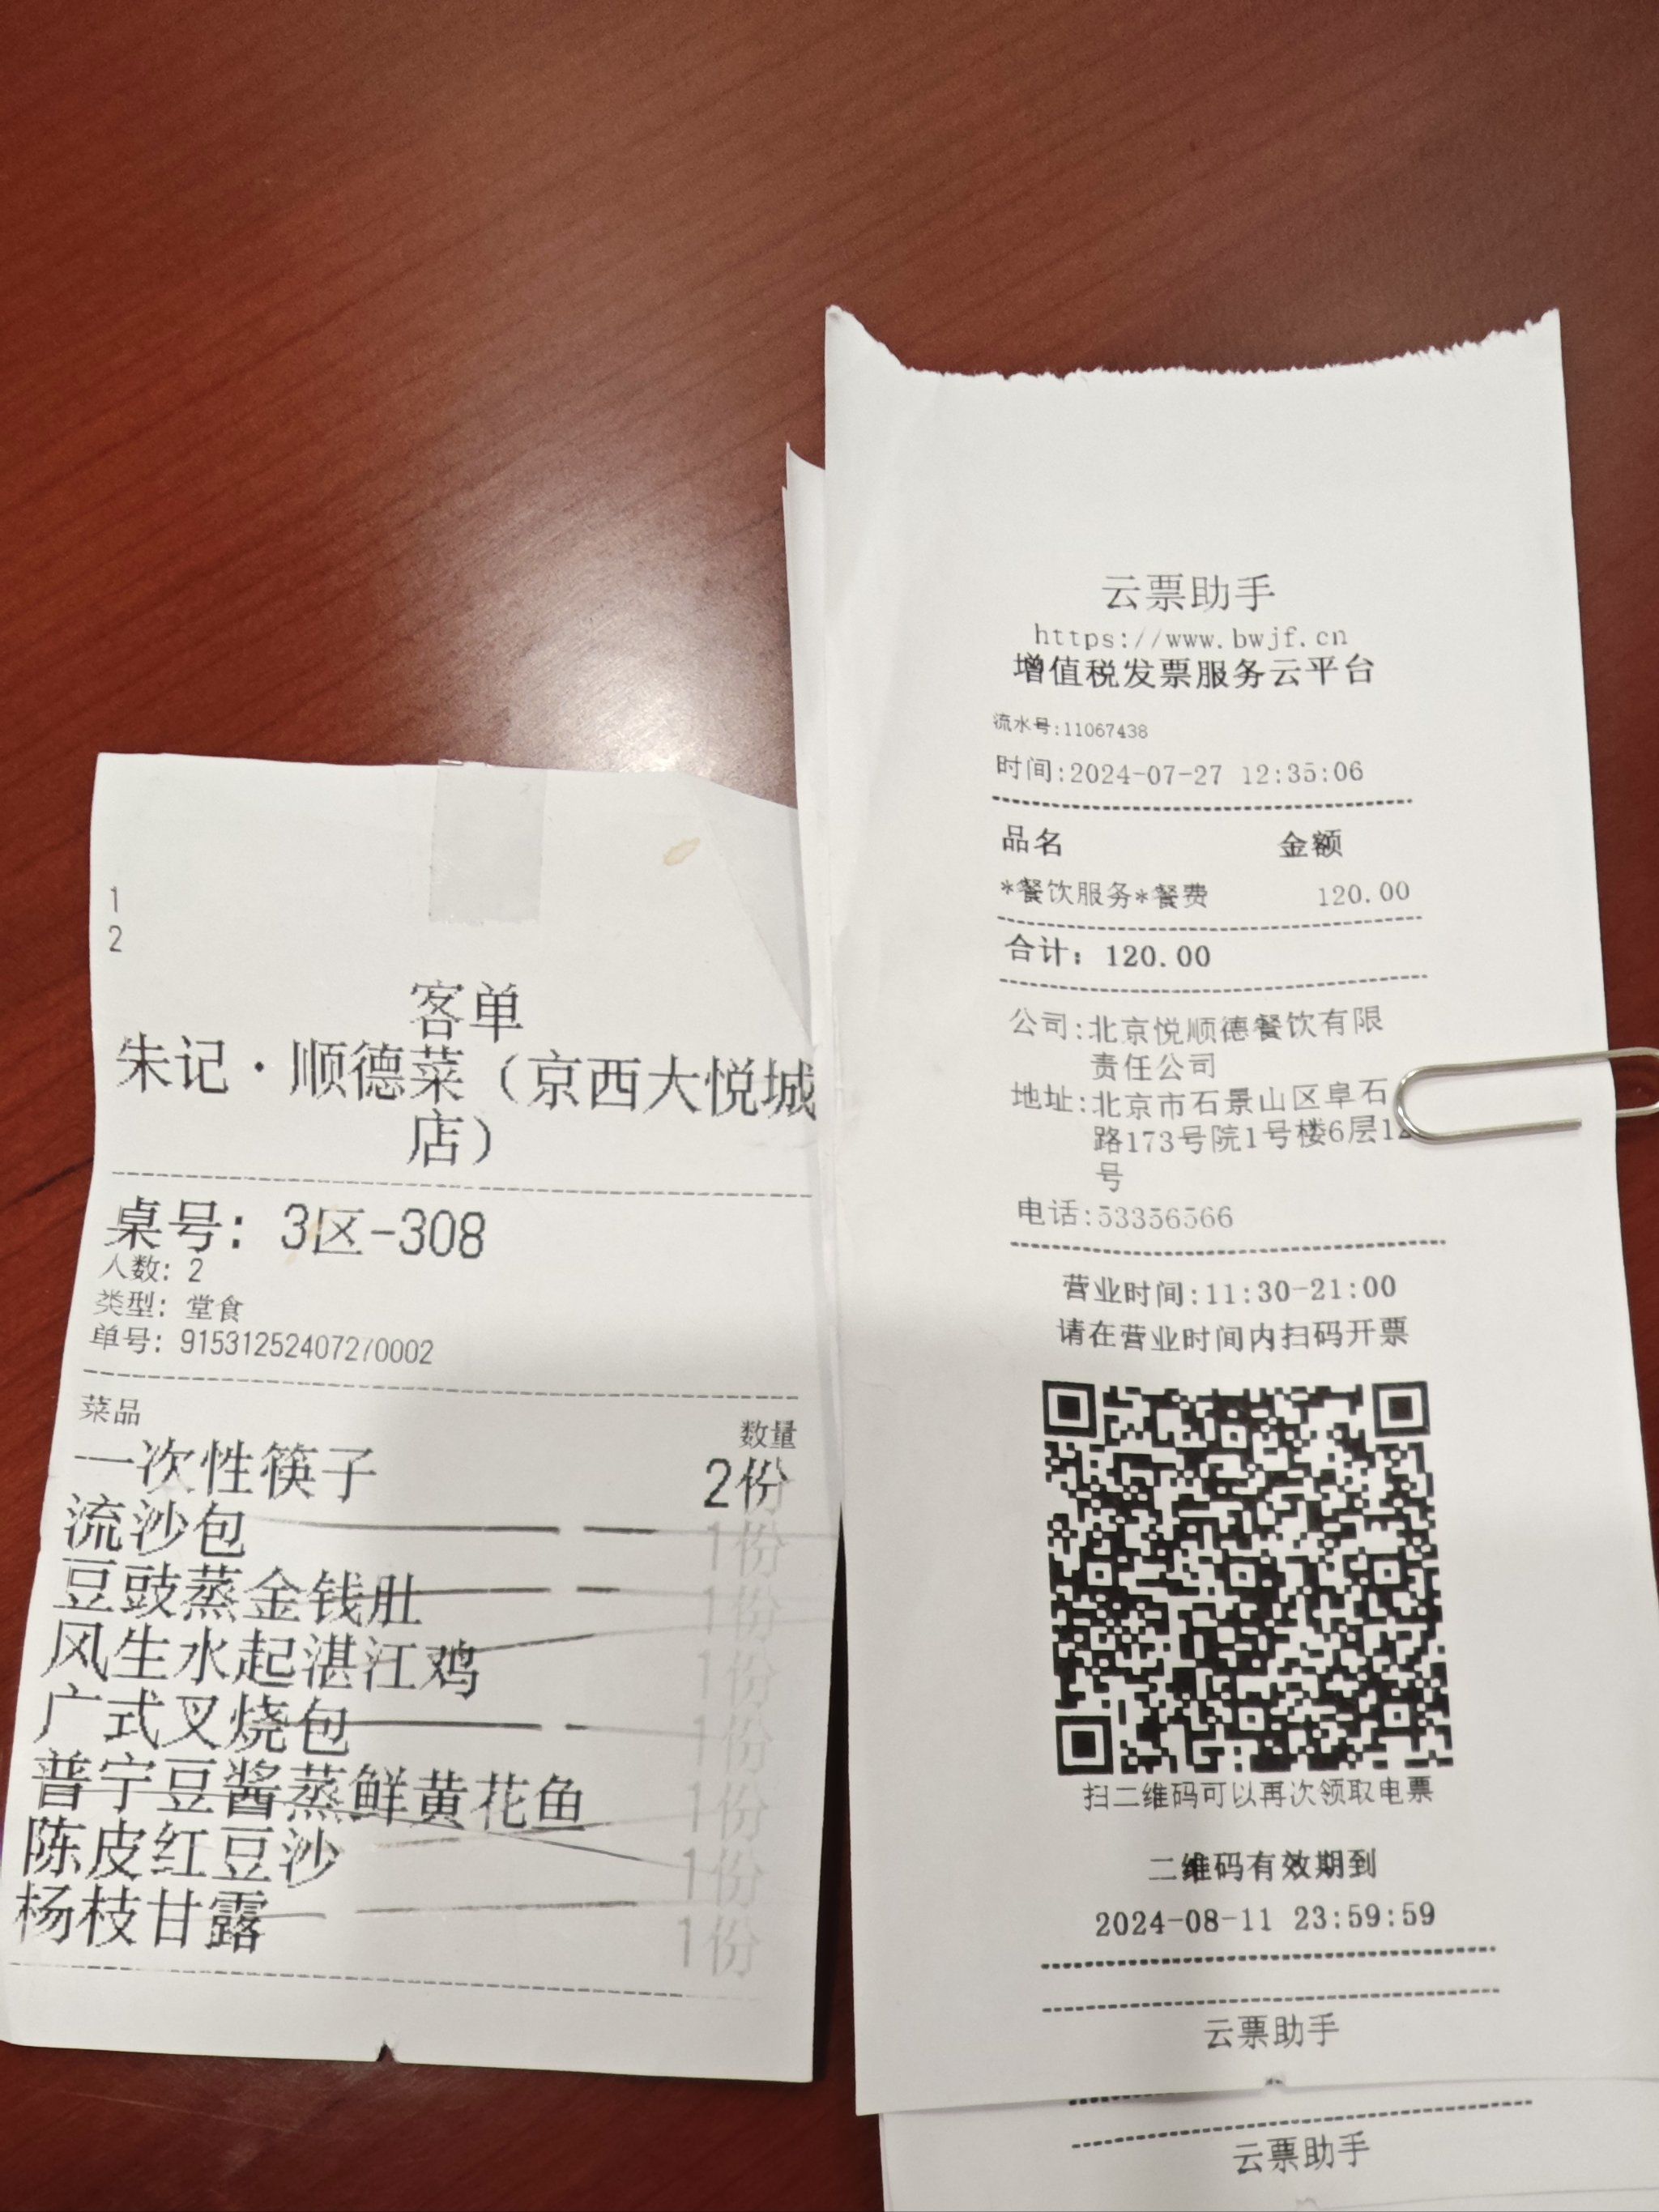 1
2
客单
朱记·顺德菜（京西大悦城
店）
桌号：3区-308
人数：2
类型：堂食
单号：9153125240727/0002
菜品 数量
一次性筷子 2份
流沙包 1份
豆豉蒸金钱肚 1份
风生水起湛江鸡 1份
广式叉烧包 1份
普宁豆酱蒸鲜黄花鱼 1份
陈皮红豆沙 1份
杨枝甘露 1份
云票助手
https://www.bwjf.cn
增值税发票服务云平台
流水号:11067438
时间:2024-07-27 12:35:06
品名 金额
*餐饮服务*餐费 120.00
合计：120.00
公司:北京悦顺德餐饮有限
责任公司
地址:北京市石景山区阜石
路173号院1号楼6层12
号
电话:53356566
营业时间:11:30-21:00
请在营业时间内扫码开票
扫二维码可以再次领取电票
二维码有效期到
2024-08-11 23:59:59
云票助手
云票助手